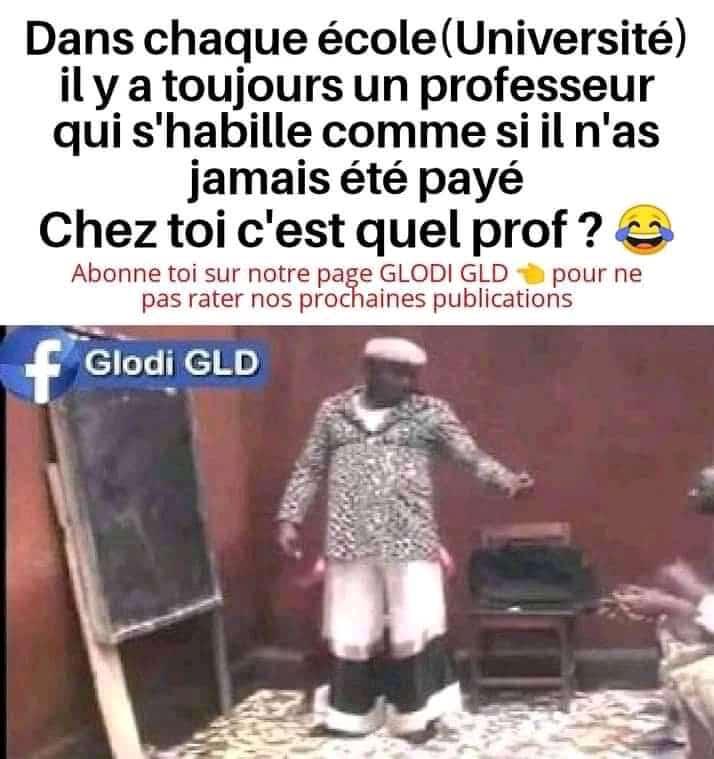 Dans chaque école(Université)
il y a toujours un professeur
qui s'habille comme si il n'as
jamais été payé
Chez toi c'est quel prof ? 😂
Abonne toi sur notre page GLODI GLD 👈 pour ne
pas rater nos prochaines publications
f Glodi GLD